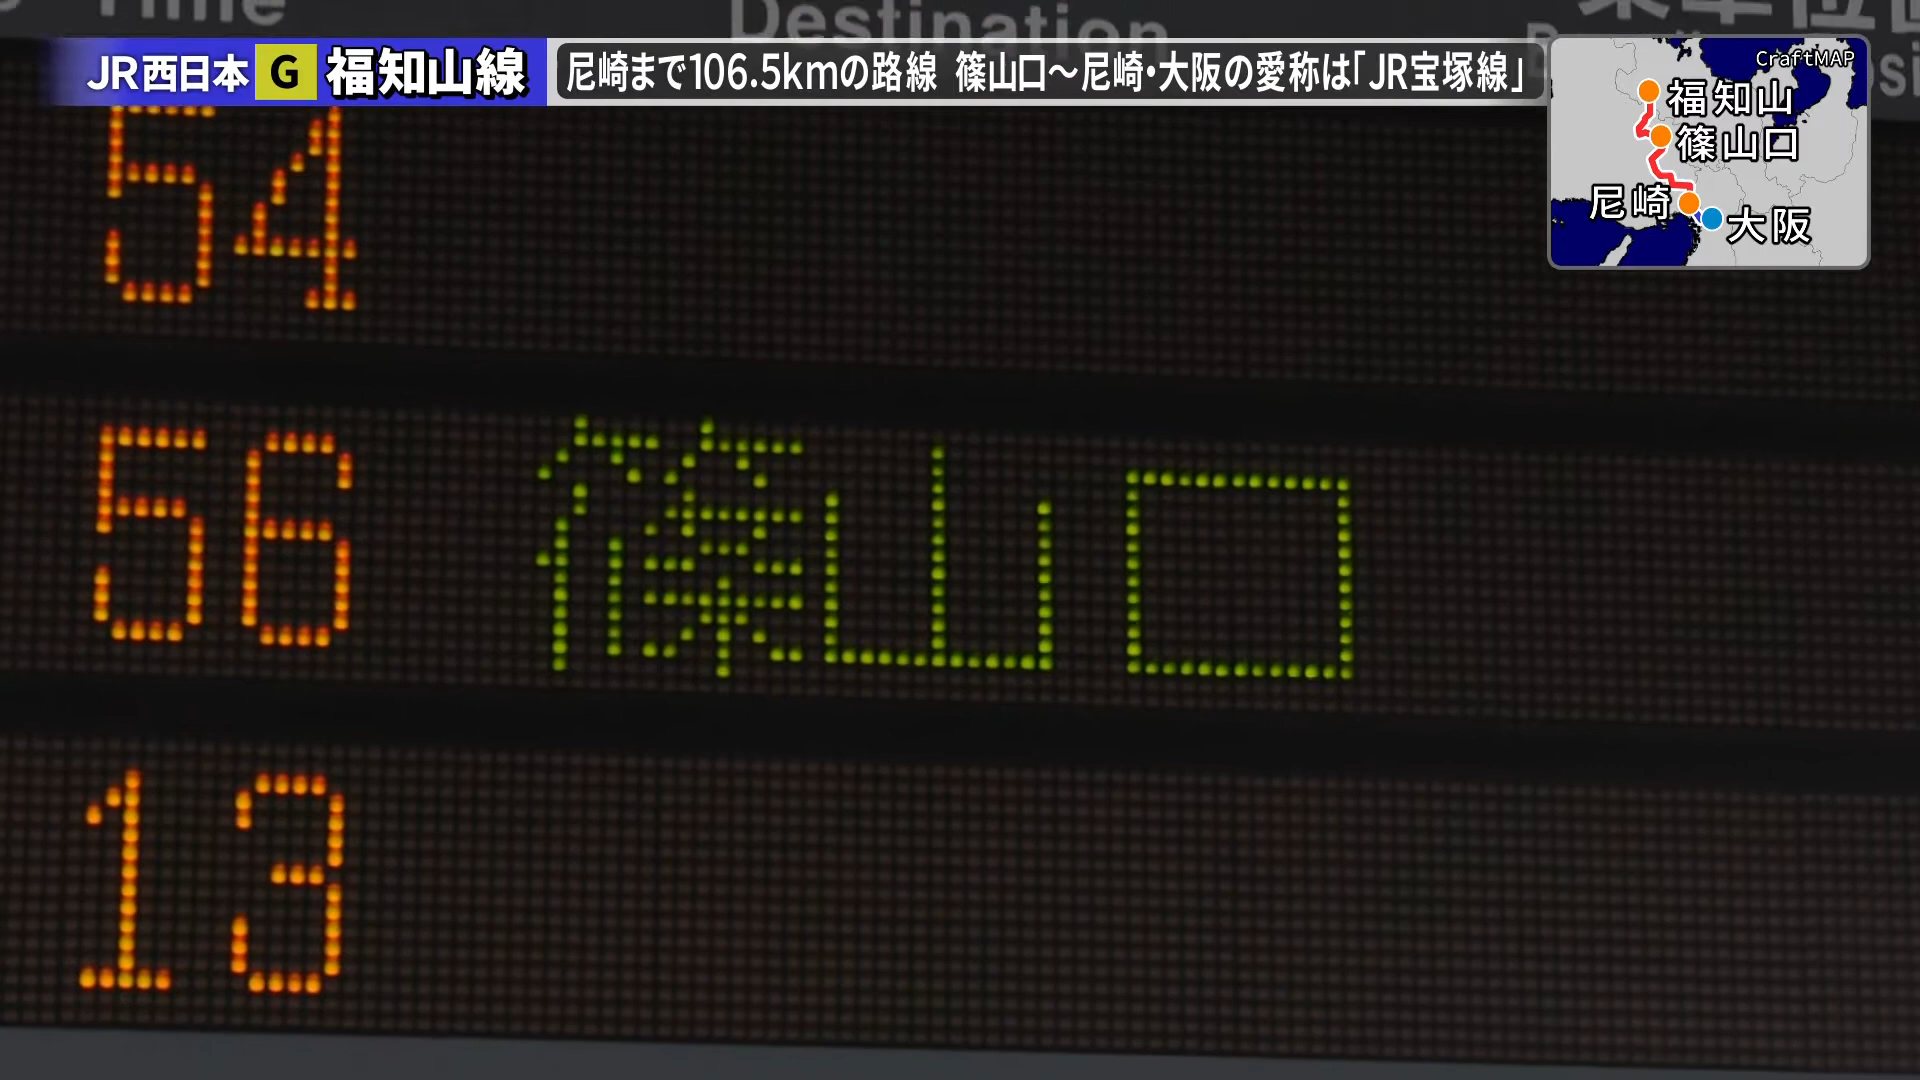 Time Destination
JR西日本 G 福知山線 尼崎まで106.5kmの路線 篠山口～尼崎・大阪の愛称は「JR宝塚線」
CraftMAP
福知山
篠山口
尼崎
大阪
54
56 篠山口
13